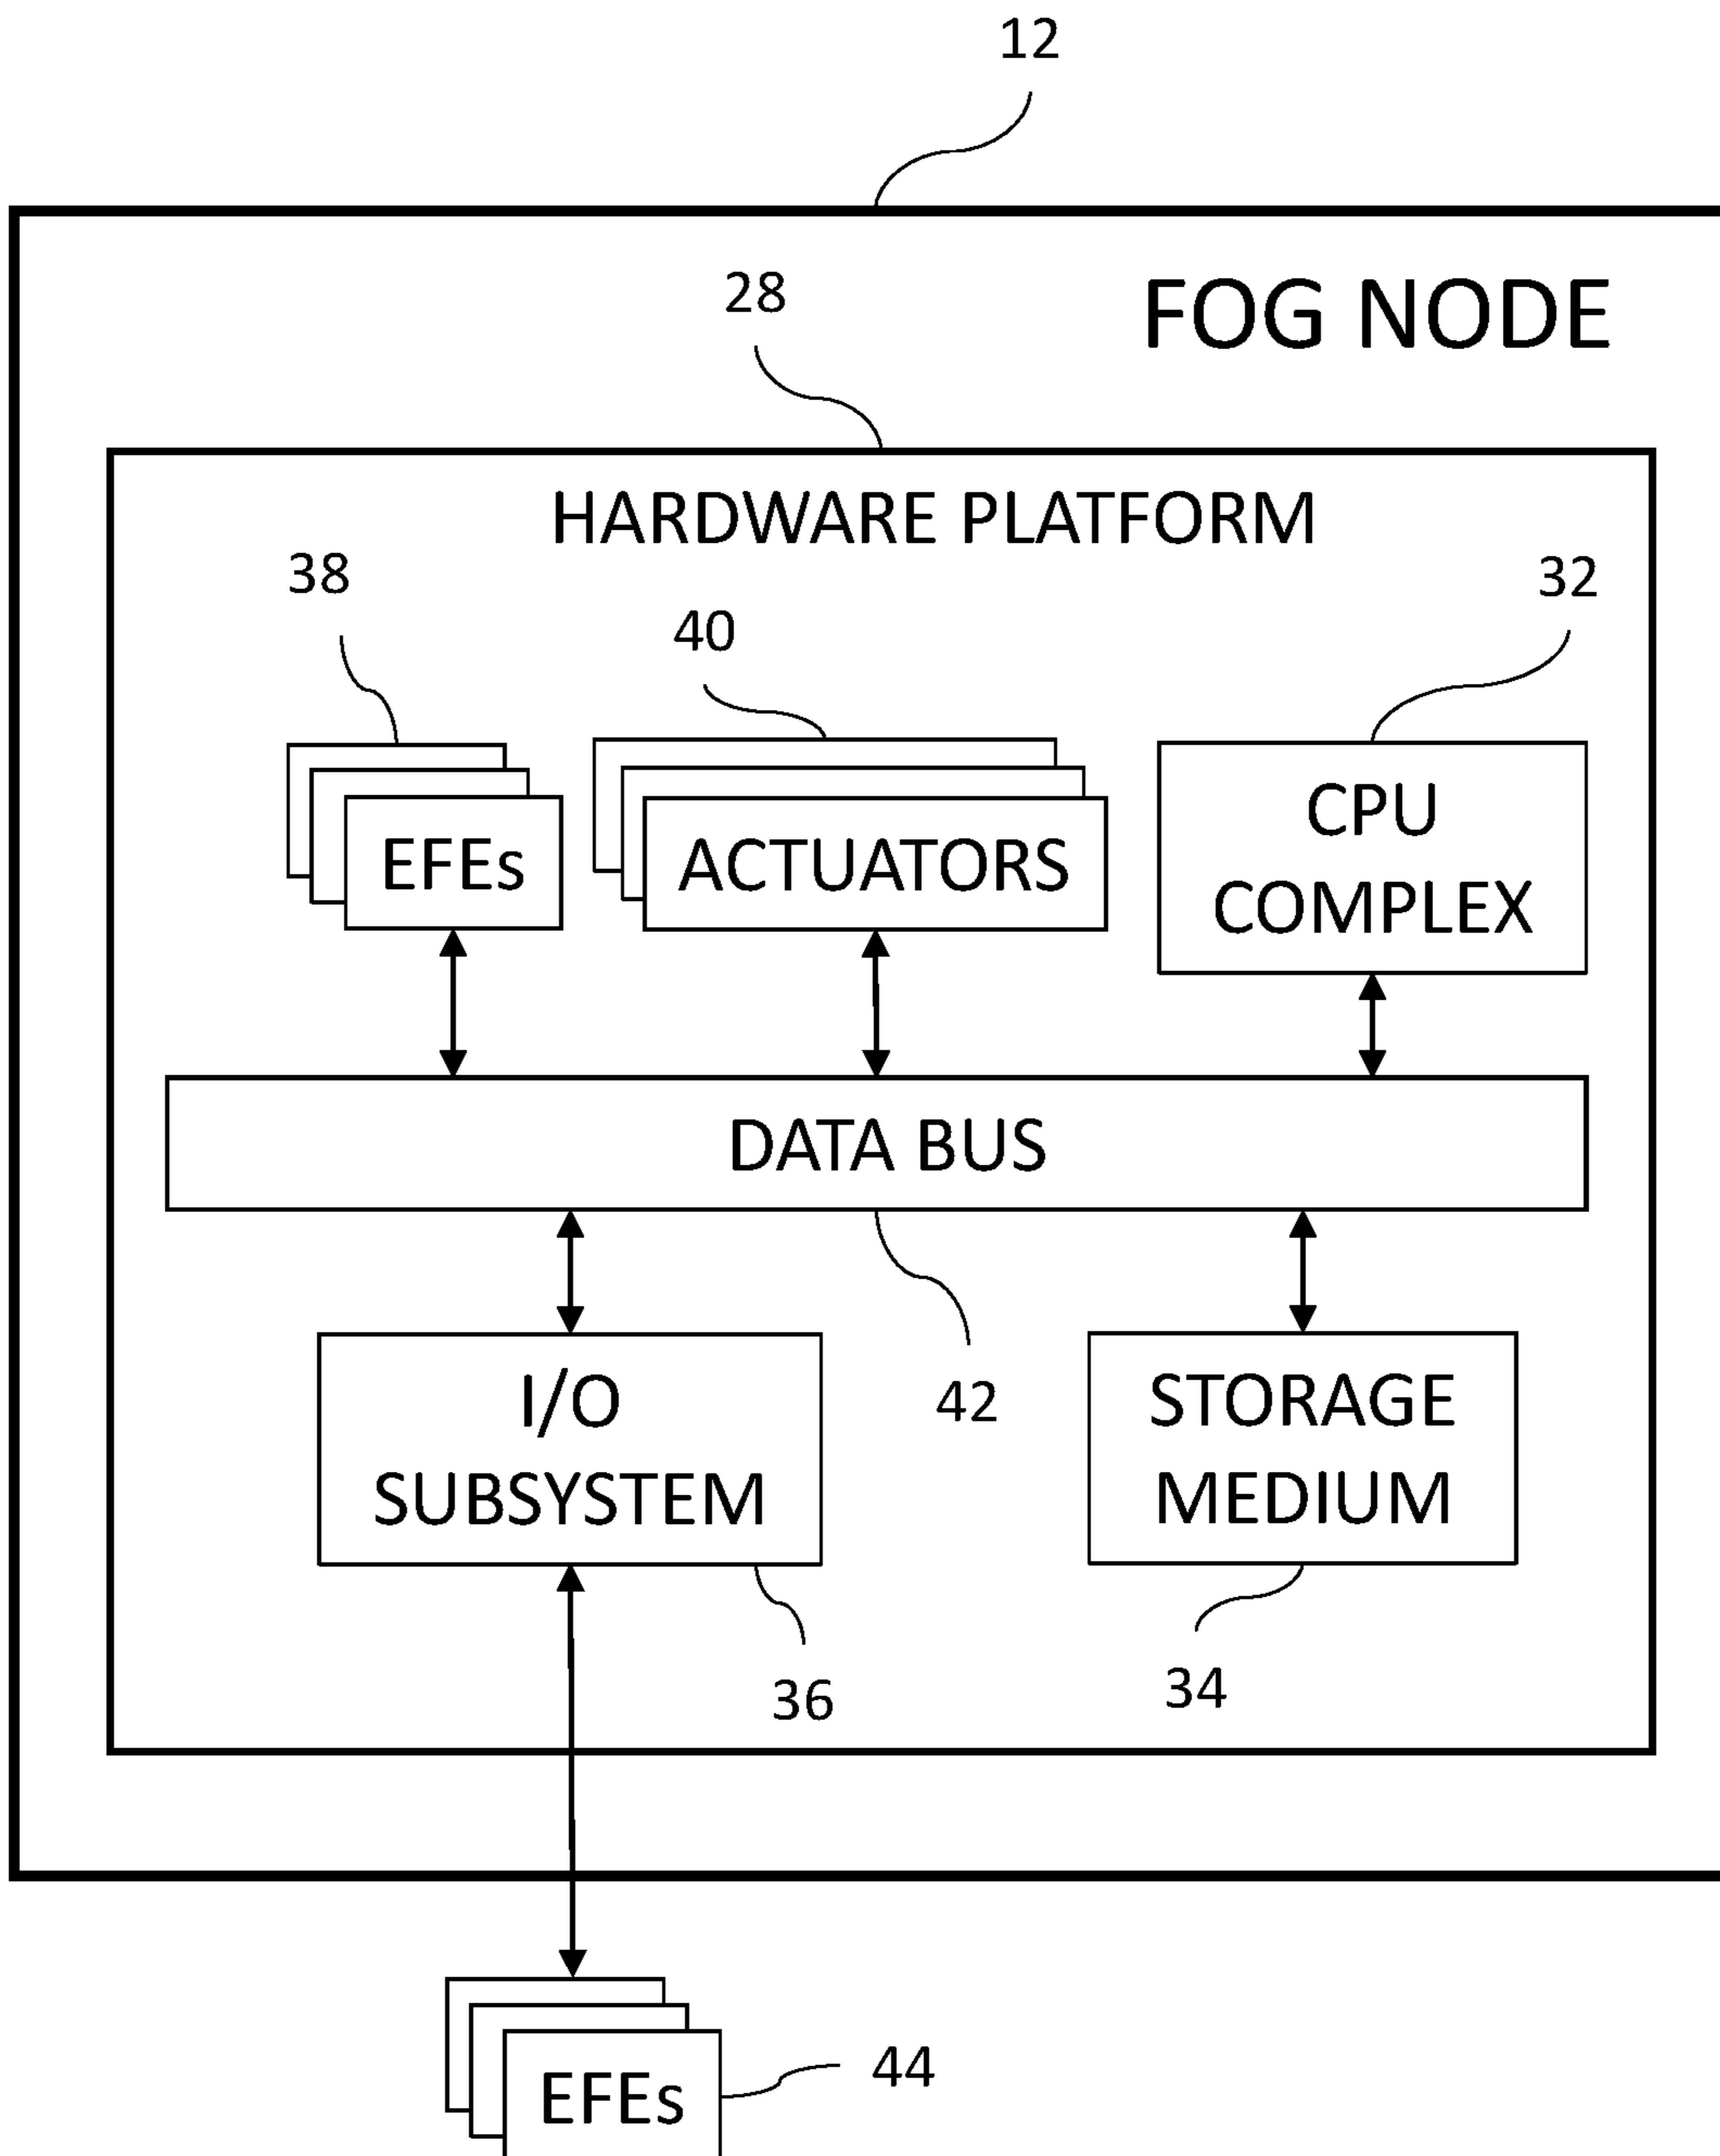 12
FOG NODE
28
HARDWARE PLATFORM
38
40
32
EFEs
ACTUATORS
CPU
COMPLEX
DATA BUS
I/O
SUBSYSTEM
42
STORAGE
MEDIUM
36
34
EFEs
44